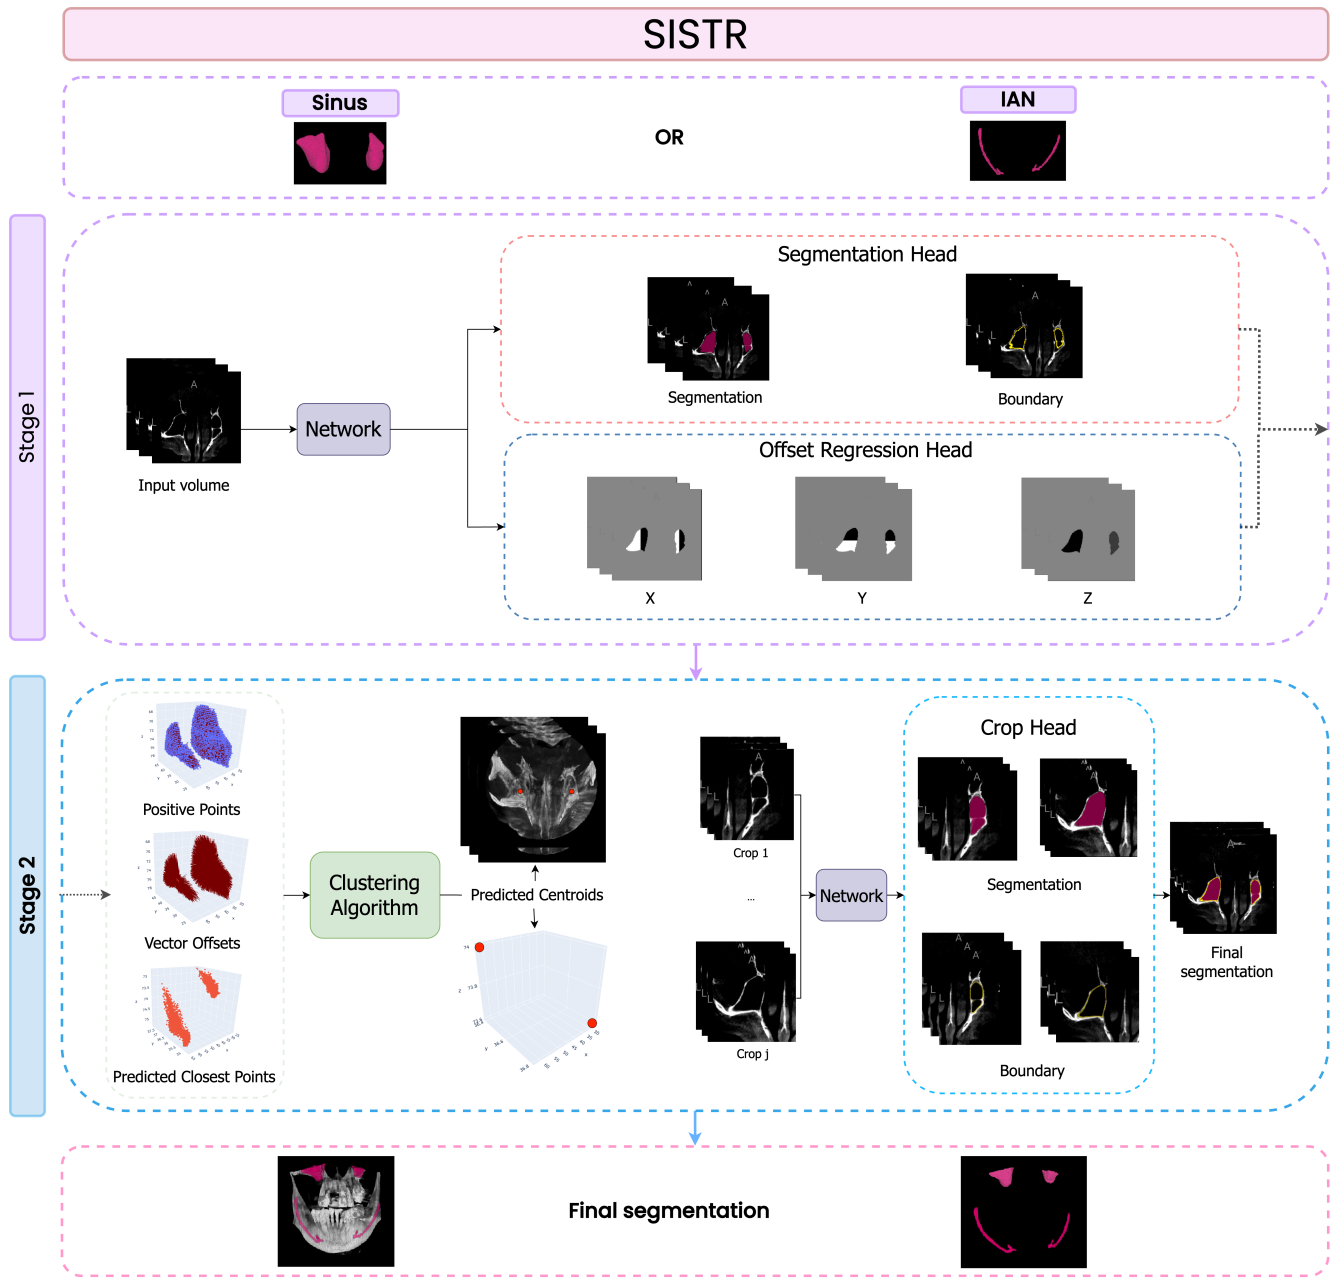 SISTR
Sinus
OR
IAN
Stage 1
Segmentation Head
A
A
Segmentation
Boundary
A
Network
Input volume
Offset Regression Head
X
Y
Z
Stage 2
Positive Points
Vector Offsets
Predicted Closest Points
Clustering
Algorithm
Predicted Centroids
Crop 1
...
Crop j
Network
Crop Head
Segmentation
Boundary
Final
segmentation
Final segmentation